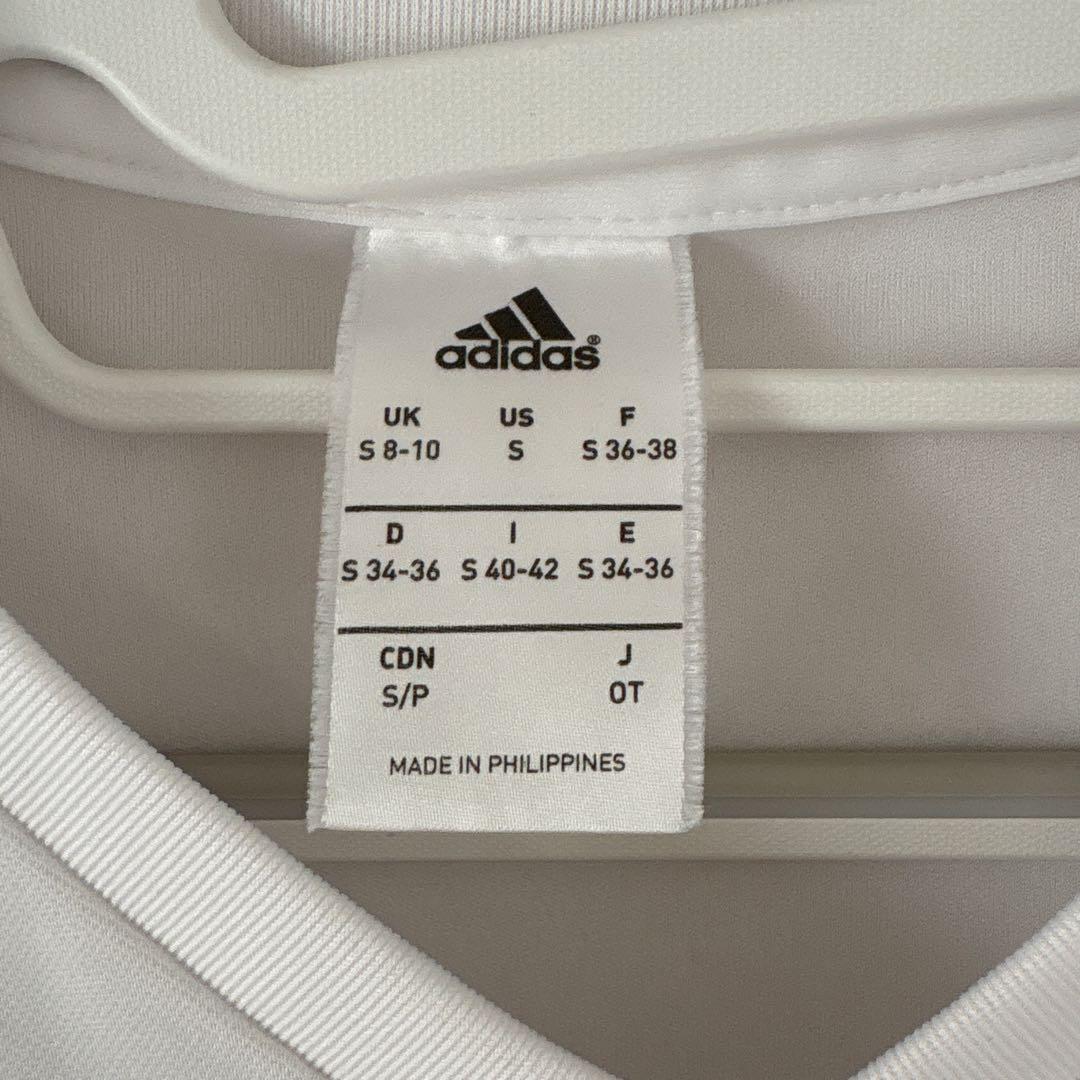 adidas®
UK US F
S 8-10 S S 36-38
D I E
S 34-36 S 40-42 S 34-36
CDN J
S/P OT
MADE IN PHILIPPINES